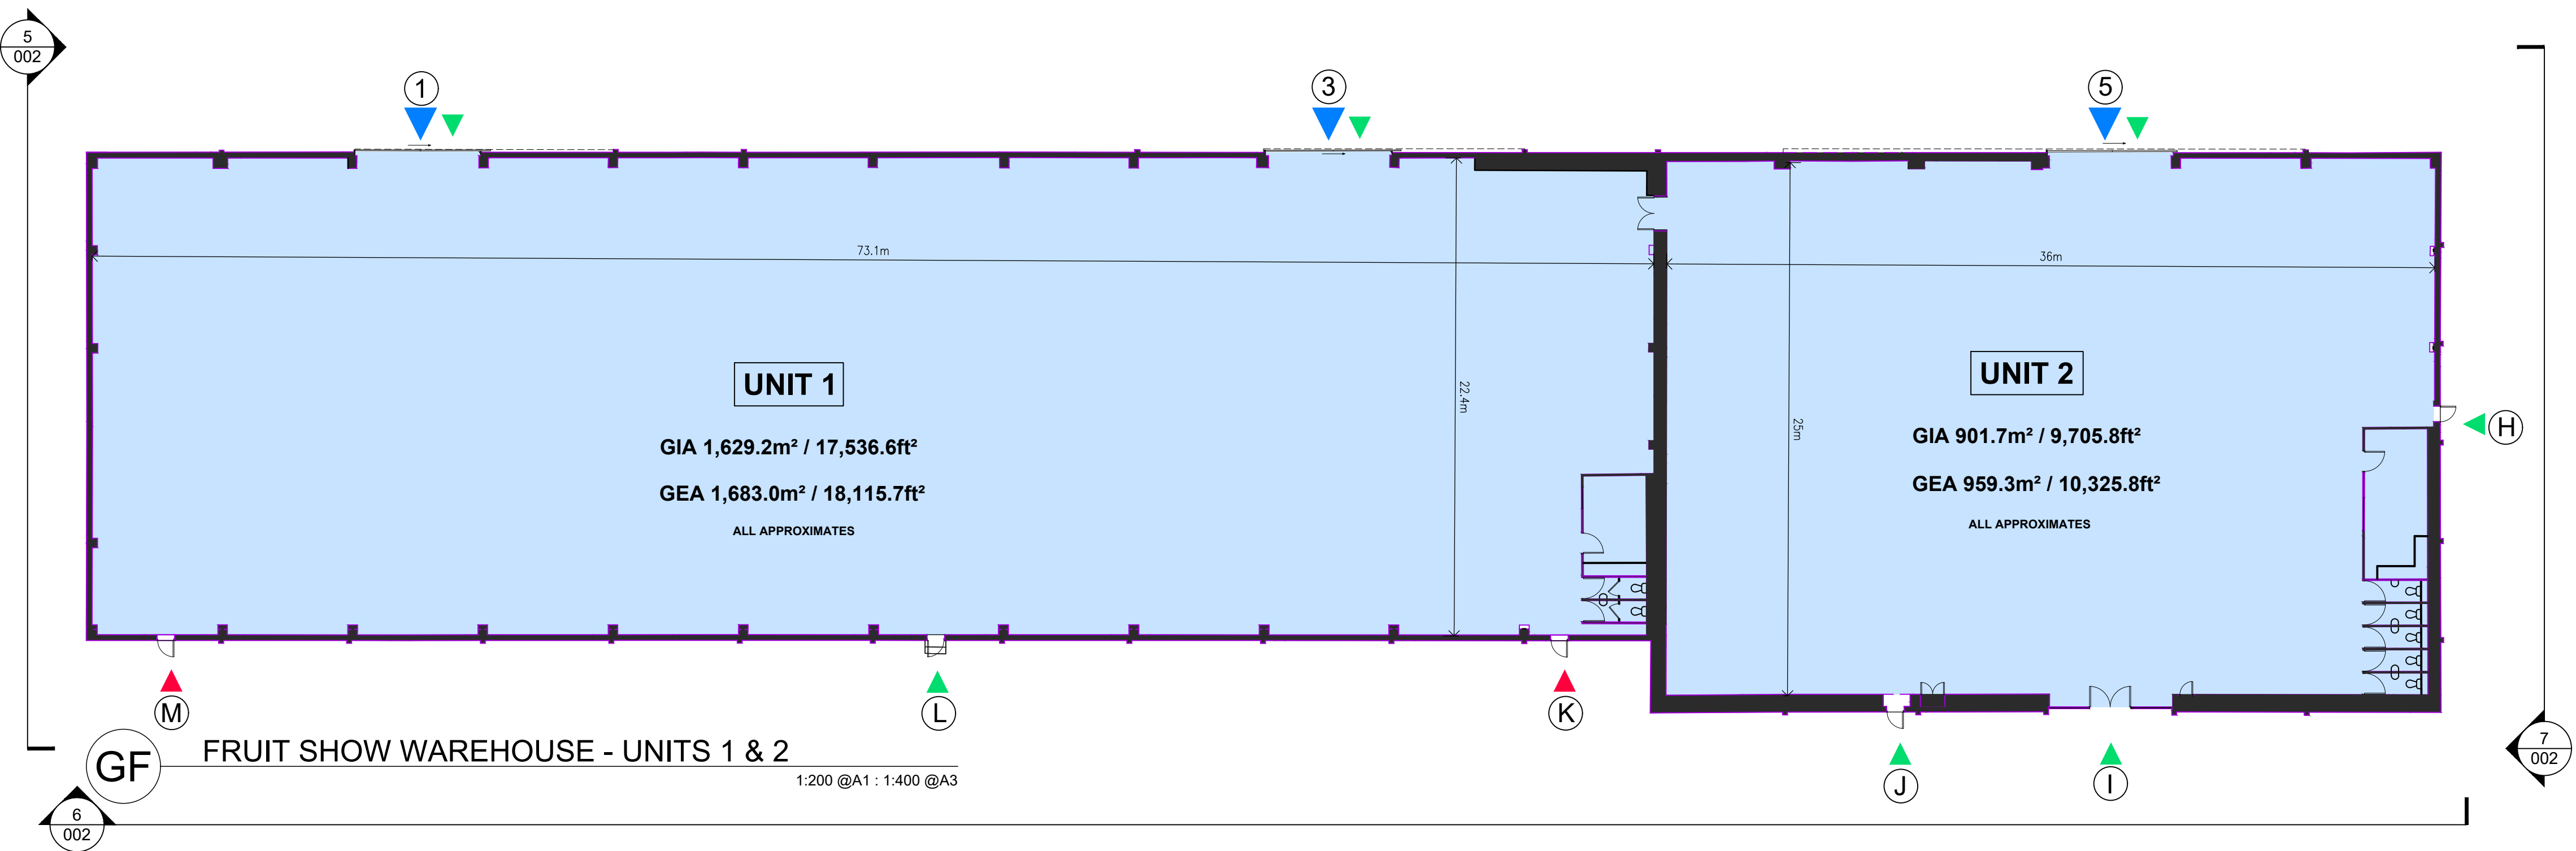 5
002
1
3
5
73.1m
36m
22.4m
25m
UNIT 1
GIA 1,629.2m² / 17,536.6ft²
GEA 1,683.0m² / 18,115.7ft²
ALL APPROXIMATES
UNIT 2
GIA 901.7m² / 9,705.8ft²
GEA 959.3m² / 10,325.8ft²
ALL APPROXIMATES
H
M
L
K
J
I
GF
FRUIT SHOW WAREHOUSE - UNITS 1 & 2
1:200 @A1 : 1:400 @A3
6
002
7
002